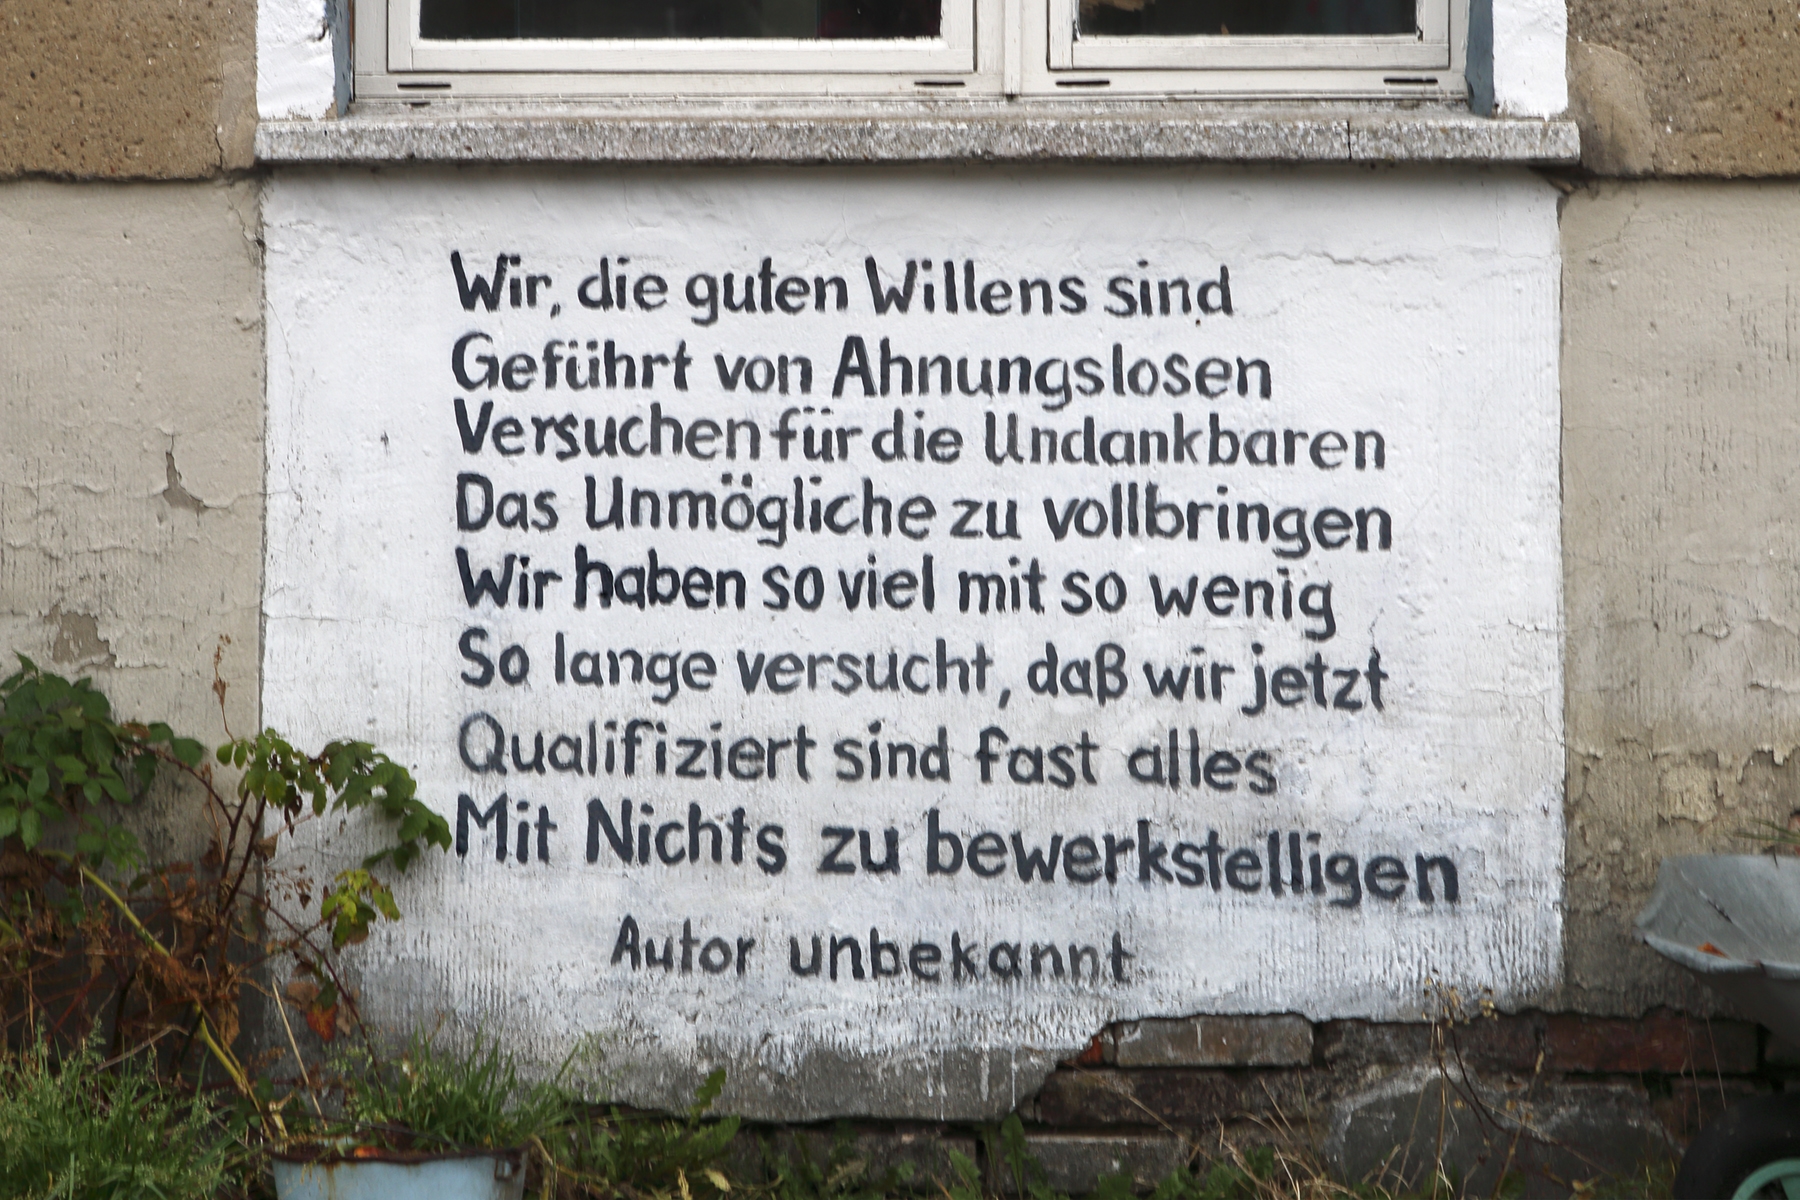 Wir, die guten Willens sind
Geführt von Ahnungslosen
Versuchen für die Undankbaren
Das Unmögliche zu vollbringen
Wir haben so viel mit so wenig
So lange versucht, daß wir jetzt
Qualifiziert sind fast alles
Mit Nichts zu bewerkstelligen
Autor unbekannt